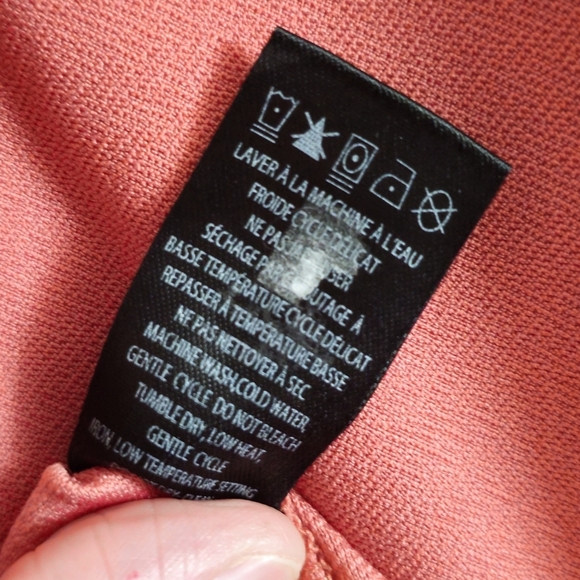 LAVER À LA MACHINE À L'EAU
FROIDE CYCLE DÉLICAT
NE PAS
SÉCHAGE
BASSE TEMPÉRATURE CYCLE DÉLICAT
REPASSER À TEMPÉRATURE BASSE
NE PAS NETTOYER À SEC
MACHINE WASH,COLD WATER,
GENTLE CYCLE DO NOT BLEACH
TUMBLE DRY, LOW HEAT,
GENTLE CYCLE
IRON, LOW TEMPERATURE SETTING